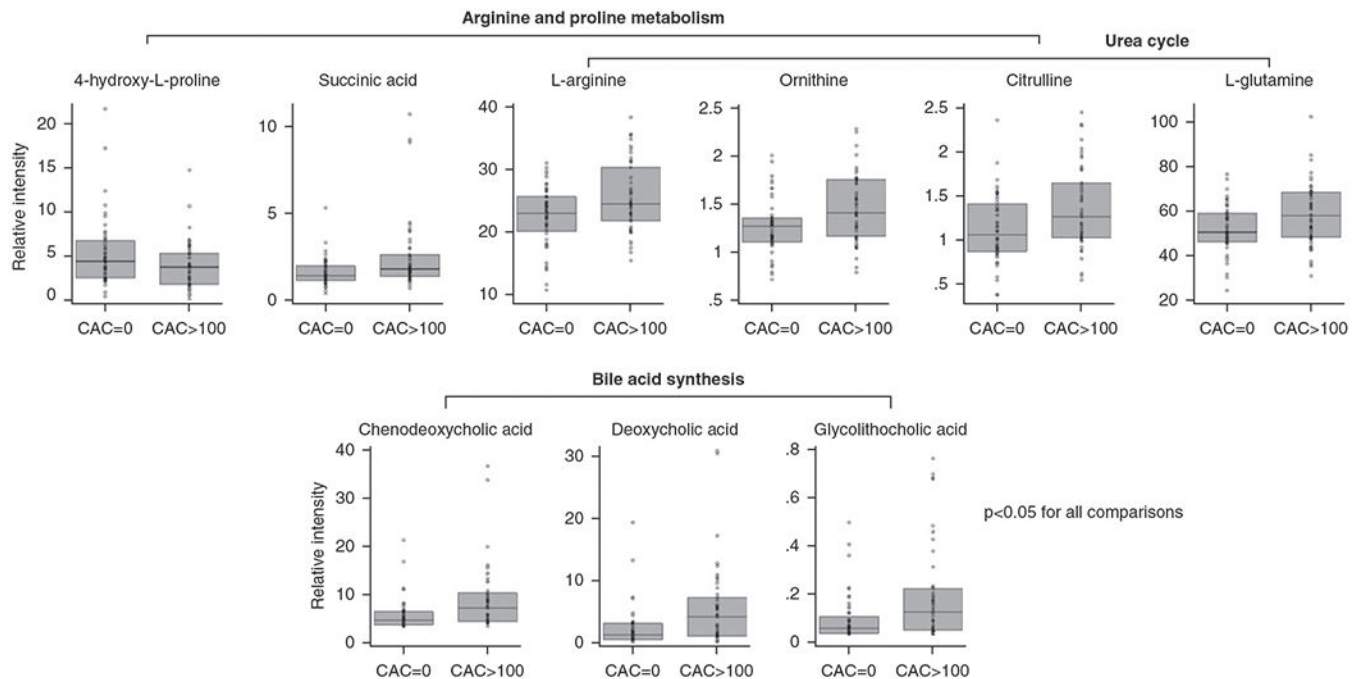 Arginine and proline metabolism
Urea cycle
4-hydroxy-L-proline
Succinic acid
L-arginine
Ornithine
Citrulline
L-glutamine
Relative intensity
20
15
10
5
0
CAC=0 CAC>100
10
5
0
CAC=0 CAC>100
40
30
20
10
CAC=0 CAC>100
2.5
2
1.5
1
.5
CAC=0 CAC>100
2.5
2
1.5
1
.5
CAC=0 CAC>100
100
80
60
40
20
CAC=0 CAC>100
Bile acid synthesis
Chenodeoxycholic acid
Deoxycholic acid
Glycolithocholic acid
Relative intensity
40
30
20
10
0
CAC=0 CAC>100
30
20
10
0
CAC=0 CAC>100
.8
.6
.4
.2
0
CAC=0 CAC>100
p<0.05 for all comparisons